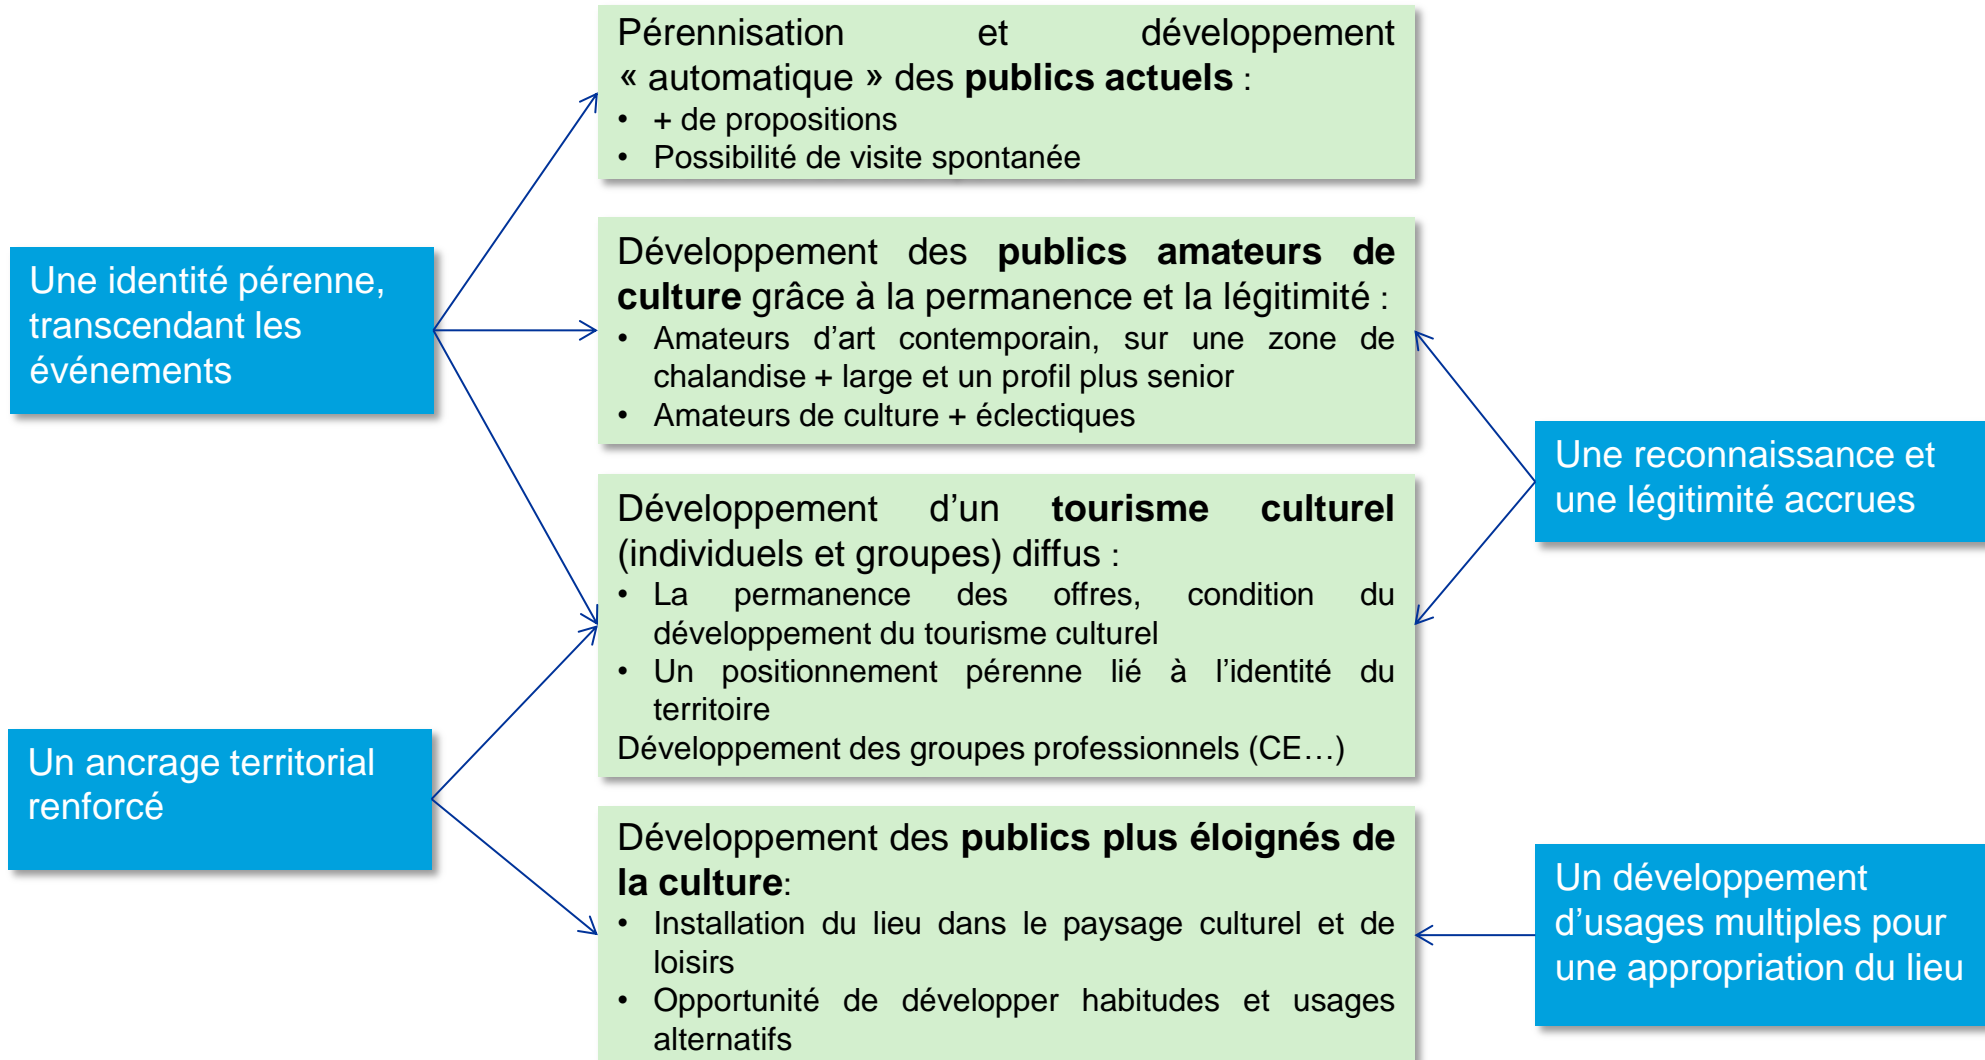 Pérennisation et développement
« automatique » des publics actuels :
• + de propositions
• Possibilité de visite spontanée
Une identité pérenne,
transcendant les
événements
Développement des publics amateurs de
culture grâce à la permanence et la légitimité :
• Amateurs d’art contemporain, sur une zone de
chalandise + large et un profil plus senior
• Amateurs de culture + éclectiques
Une reconnaissance et
une légitimité accrues
Développement d’un tourisme culturel
(individuels et groupes) diffus :
• La permanence des offres, condition du
développement du tourisme culturel
• Un positionnement pérenne lié à l’identité du
territoire
Développement des groupes professionnels (CE…)
Un ancrage territorial
renforcé
Développement des publics plus éloignés de
la culture:
• Installation du lieu dans le paysage culturel et de
loisirs
• Opportunité de développer habitudes et usages
alternatifs
Un développement
d’usages multiples pour
une appropriation du lieu